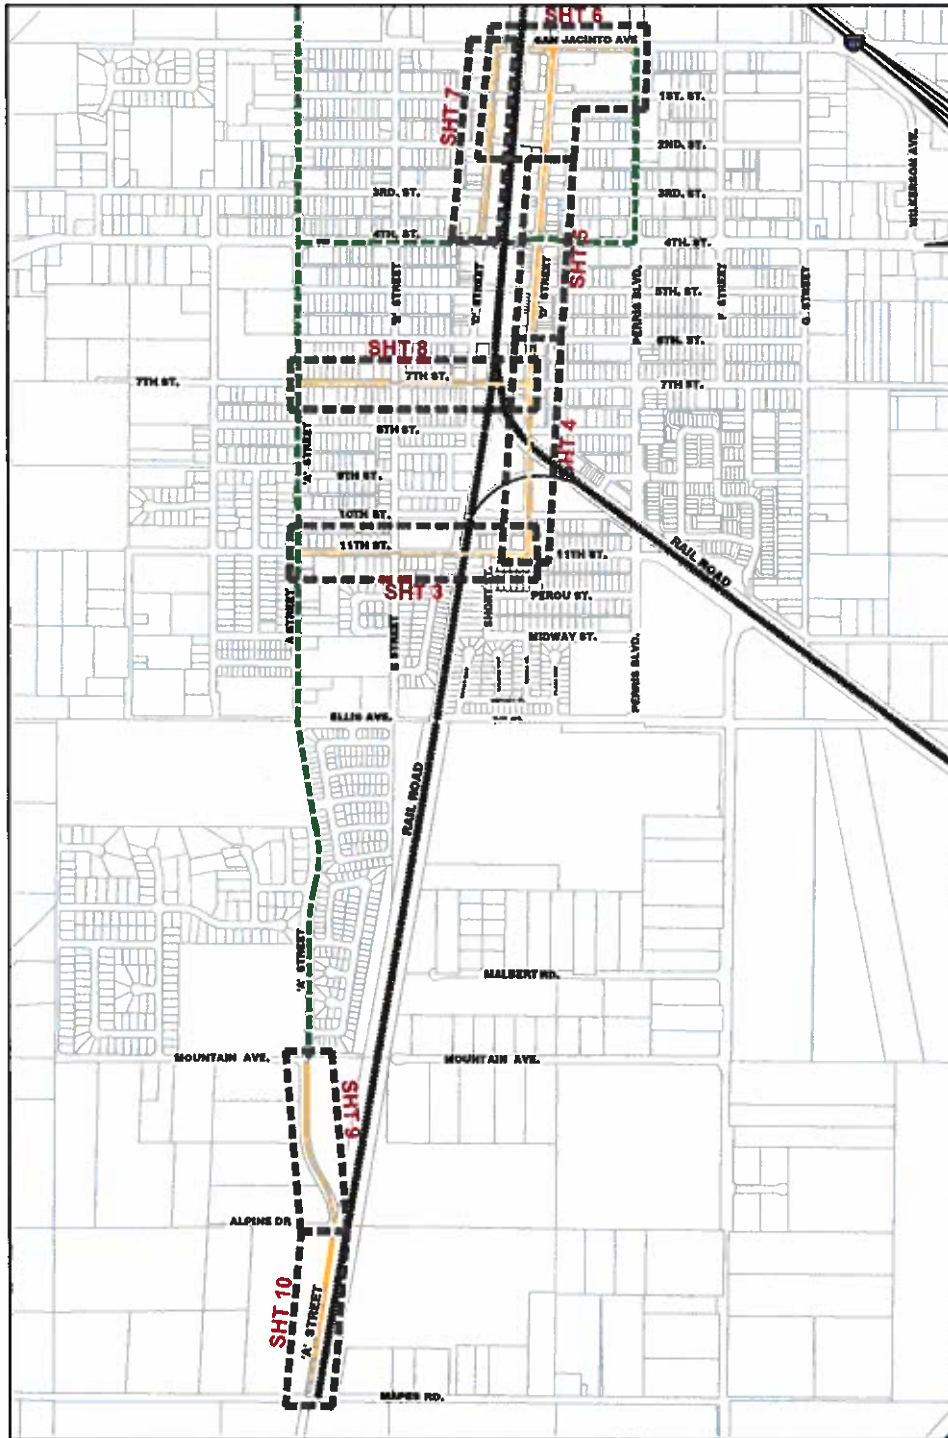 SHT 6
SAN JACINTO AVE
SHT 7
1ST. ST.
2ND. ST.
WILKERSON AVE.
3RD. ST.
3RD. ST.
4TH. ST.
4TH. ST.
SHT 5
'B' STREET
'C' STREET
'D' STREET
PERRIS BLVD.
5TH. ST.
F STREET
G. STREET
6TH. ST.
SHT 8
7TH ST.
7TH ST.
7TH ST.
8TH ST.
'A' STREET
SHT 4
9TH ST.
10TH ST.
11TH ST.
11TH ST.
RAIL ROAD
SHT 3
SHORT ST.
PEROU ST.
A STREET
E STREET
MIDWAY ST.
PERRIS BLVD.
ELLIS AVE.
RAIL ROAD
'A' STREET
MALBERT RD.
MOUNTAIN AVE.
MOUNTAIN AVE.
SHT 9
ALPINE DR
SHT 10
'A' STREET
MAPES RD.